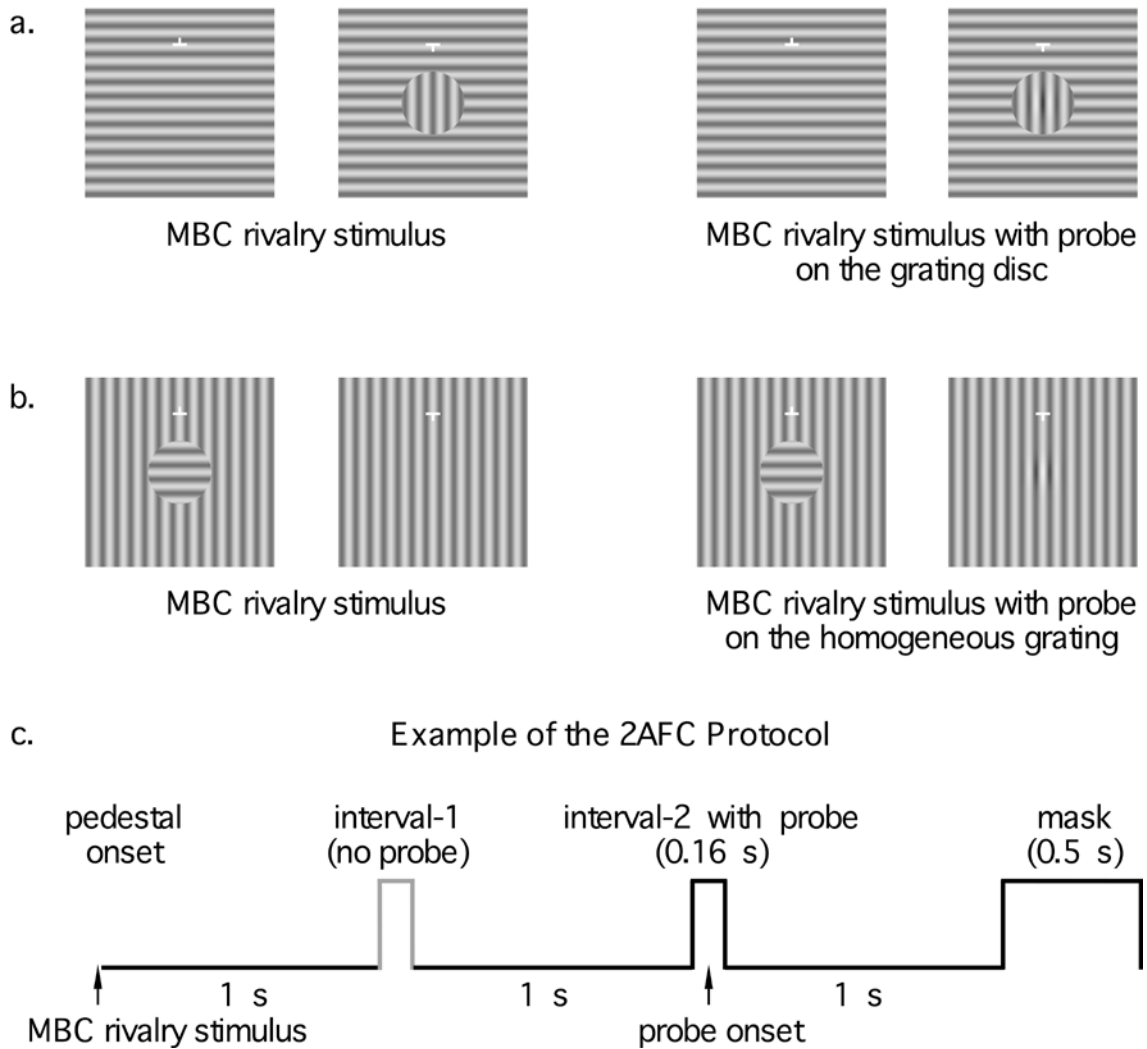 a.
MBC rivalry stimulus
MBC rivalry stimulus with probe
on the grating disc
b.
MBC rivalry stimulus
MBC rivalry stimulus with probe
on the homogeneous grating
c.
Example of the 2AFC Protocol
pedestal
onset
interval-1
(no probe)
interval-2 with probe
(0.16 s)
mask
(0.5 s)
1 s
1 s
1 s
MBC rivalry stimulus
probe onset